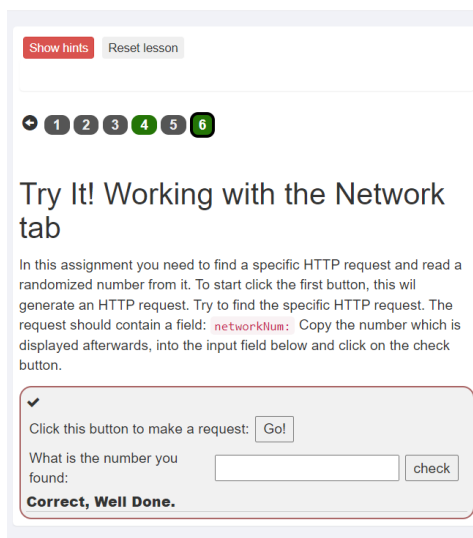 Show hints Reset lesson
1 2 3 4 5 6
Try It! Working with the Network
tab
In this assignment you need to find a specific HTTP request and read a
randomized number from it. To start click the first button, this wil
generate an HTTP request. Try to find the specific HTTP request. The
request should contain a field: networkNum: Copy the number which is
displayed afterwards, into the input field below and click on the check
button.
Click this button to make a request: Go!
What is the number you
found:
check
Correct, Well Done.